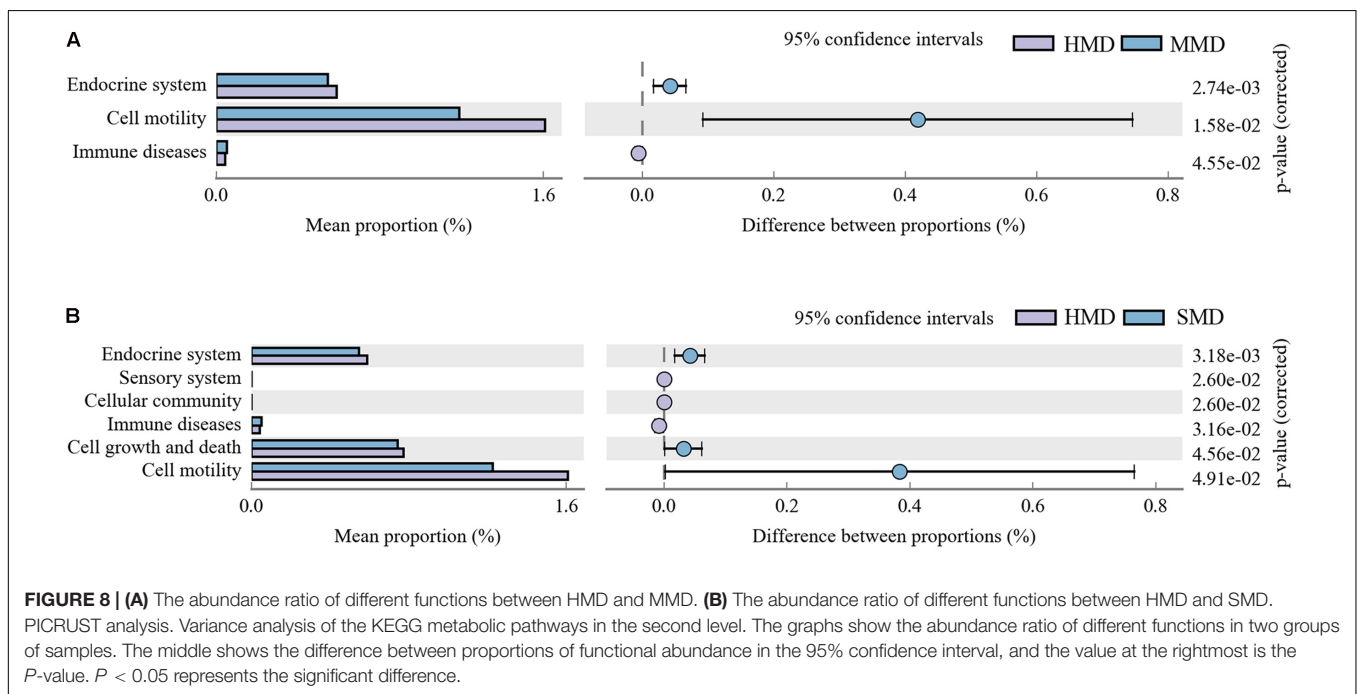 A
95% confidence intervals HMD MMD
Endocrine system 2.74e-03
Cell motility 1.58e-02
Immune diseases 4.55e-02
p-value (corrected)
0.0 1.6 0.0 0.2 0.4 0.6 0.8
Mean proportion (%) Difference between proportions (%)
B
95% confidence intervals HMD SMD
Endocrine system 3.18e-03
Sensory system 2.60e-02
Cellular community 2.60e-02
Immune diseases 3.16e-02
Cell growth and death 4.56e-02
Cell motility 4.91e-02
p-value (corrected)
0.0 1.6 0.0 0.2 0.4 0.6 0.8
Mean proportion (%) Difference between proportions (%)
FIGURE 8 | (A) The abundance ratio of different functions between HMD and MMD. (B) The abundance ratio of different functions between HMD and SMD.
PICRUST analysis. Variance analysis of the KEGG metabolic pathways in the second level. The graphs show the abundance ratio of different functions in two groups
of samples. The middle shows the difference between proportions of functional abundance in the 95% confidence interval, and the value at the rightmost is the
P-value. P < 0.05 represents the significant difference.